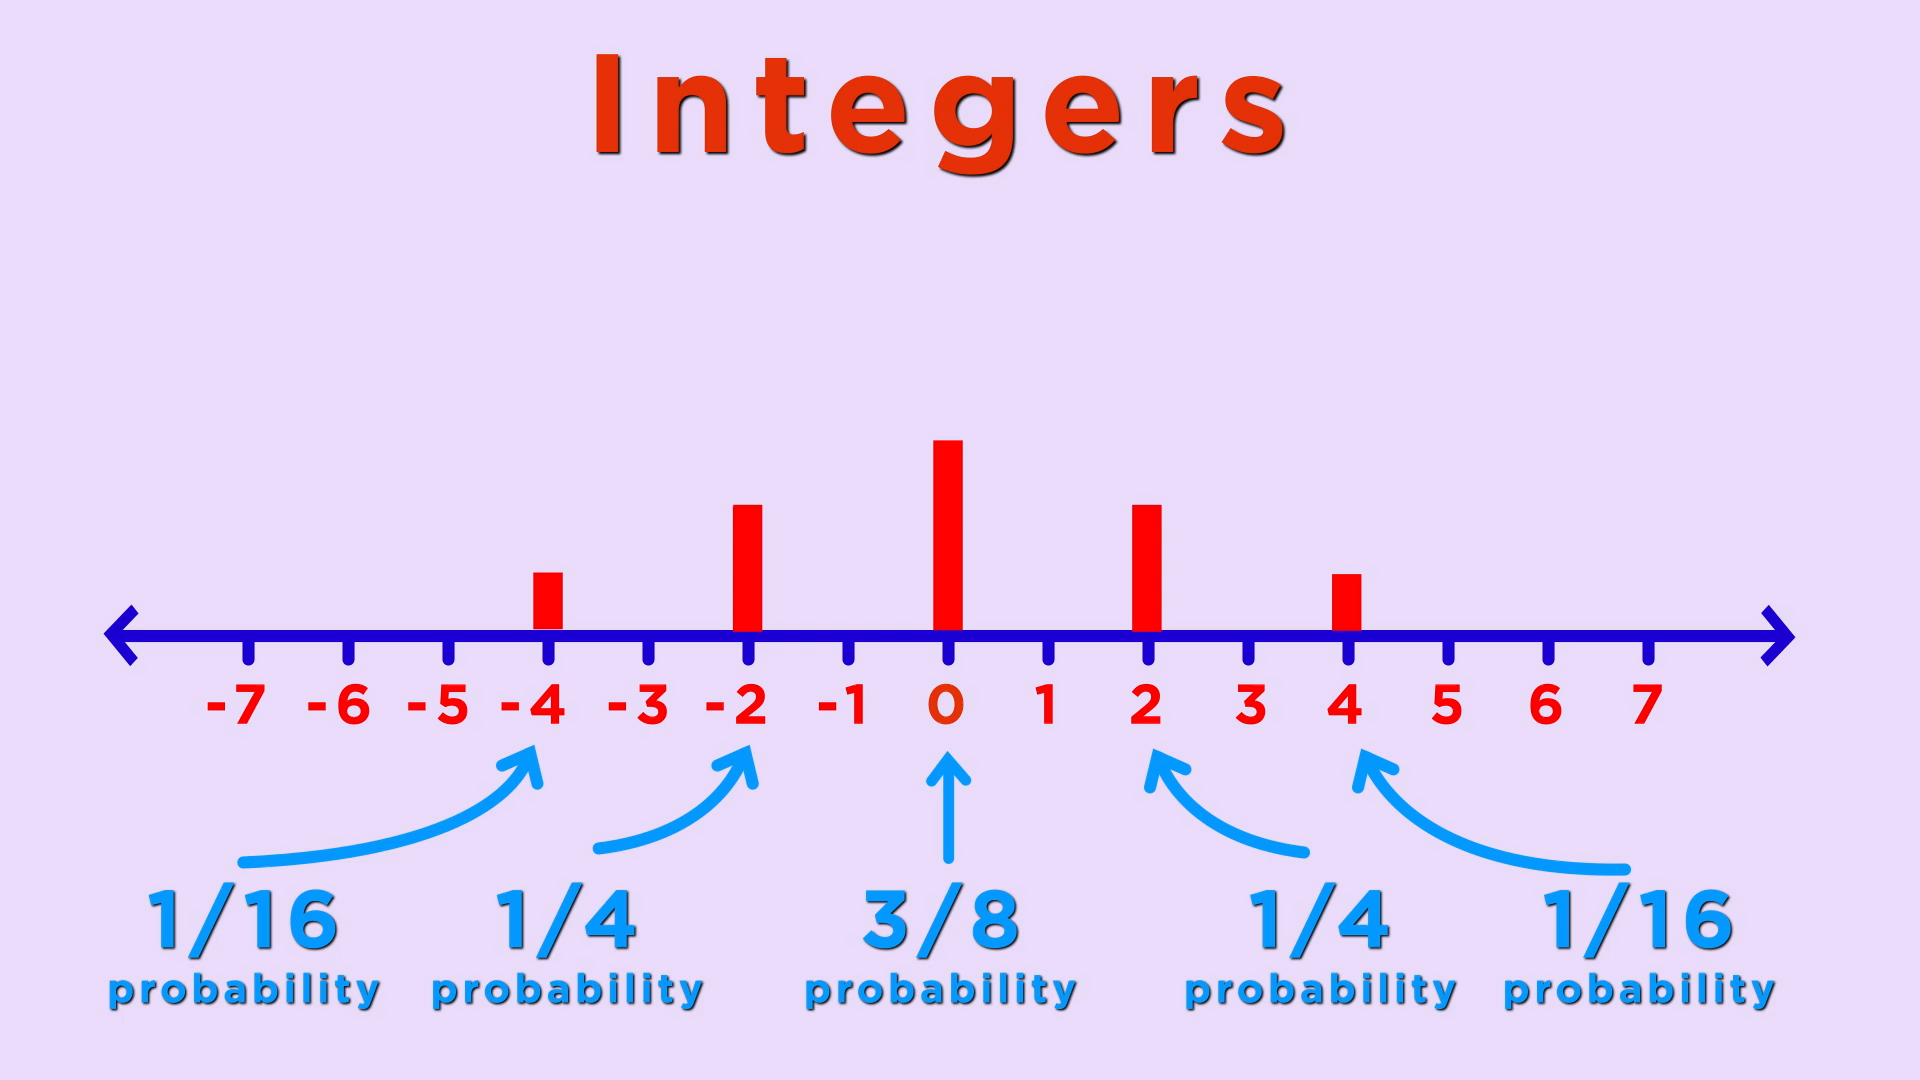 Integers
-7 -6 -5 -4 -3 -2 -1 0 1 2 3 4 5 6 7
1/16 1/4 3/8 1/4 1/16
probability probability probability probability probability